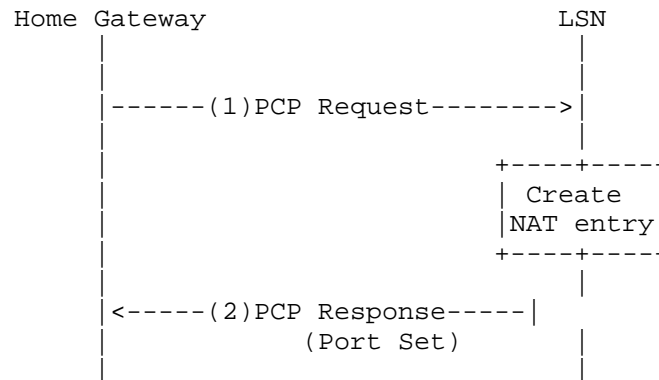 Home Gateway LSN
(1)PCP Request
Create
NAT entry
(2)PCP Response
(Port Set)